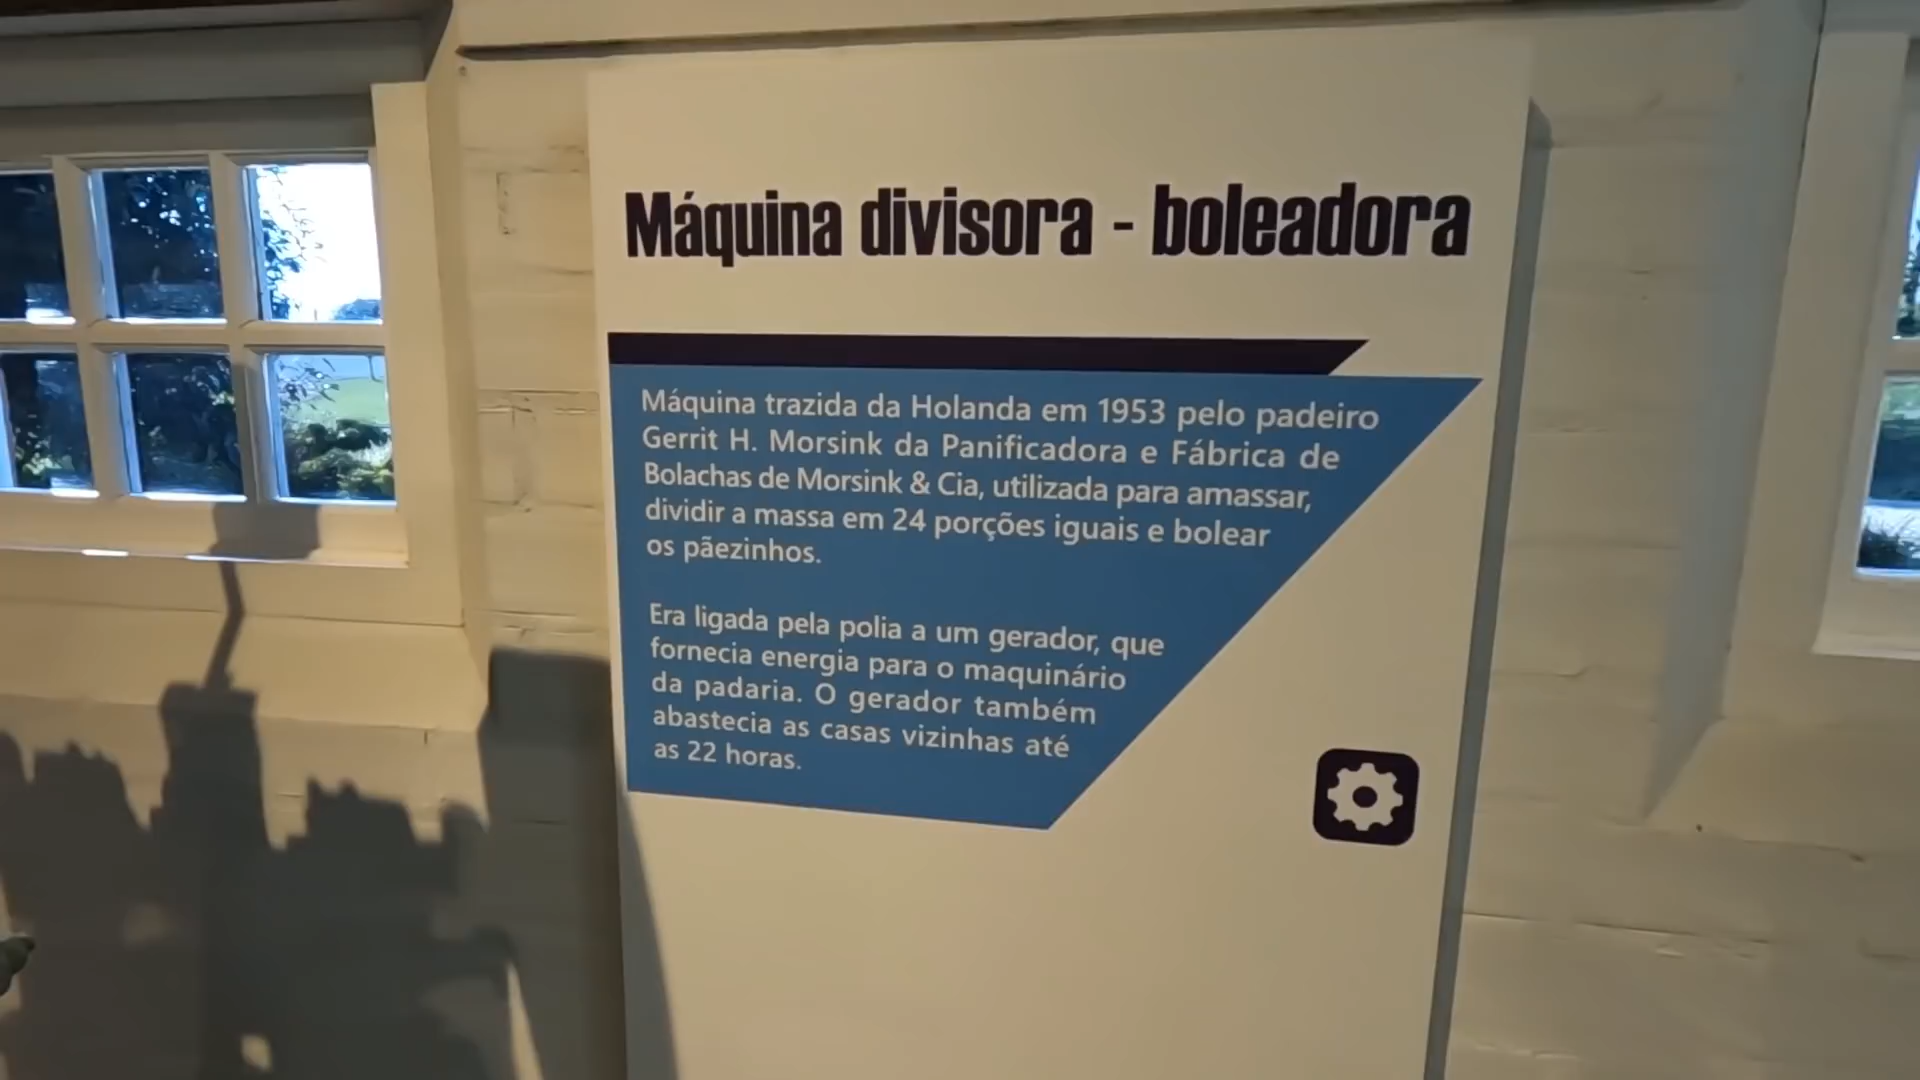 Máquina divisora - boleadora
Máquina trazida da Holanda em 1953 pelo padeiro
Gerrit H. Morsink da Panificadora e Fábrica de
Bolachas de Morsink & Cia, utilizada para amassar,
dividir a massa em 24 porções iguais e bolear
os pãezinhos.
Era ligada pela polia a um gerador, que
fornecia energia para o maquinário
da padaria. O gerador também
abastecia as casas vizinhas até
as 22 horas.